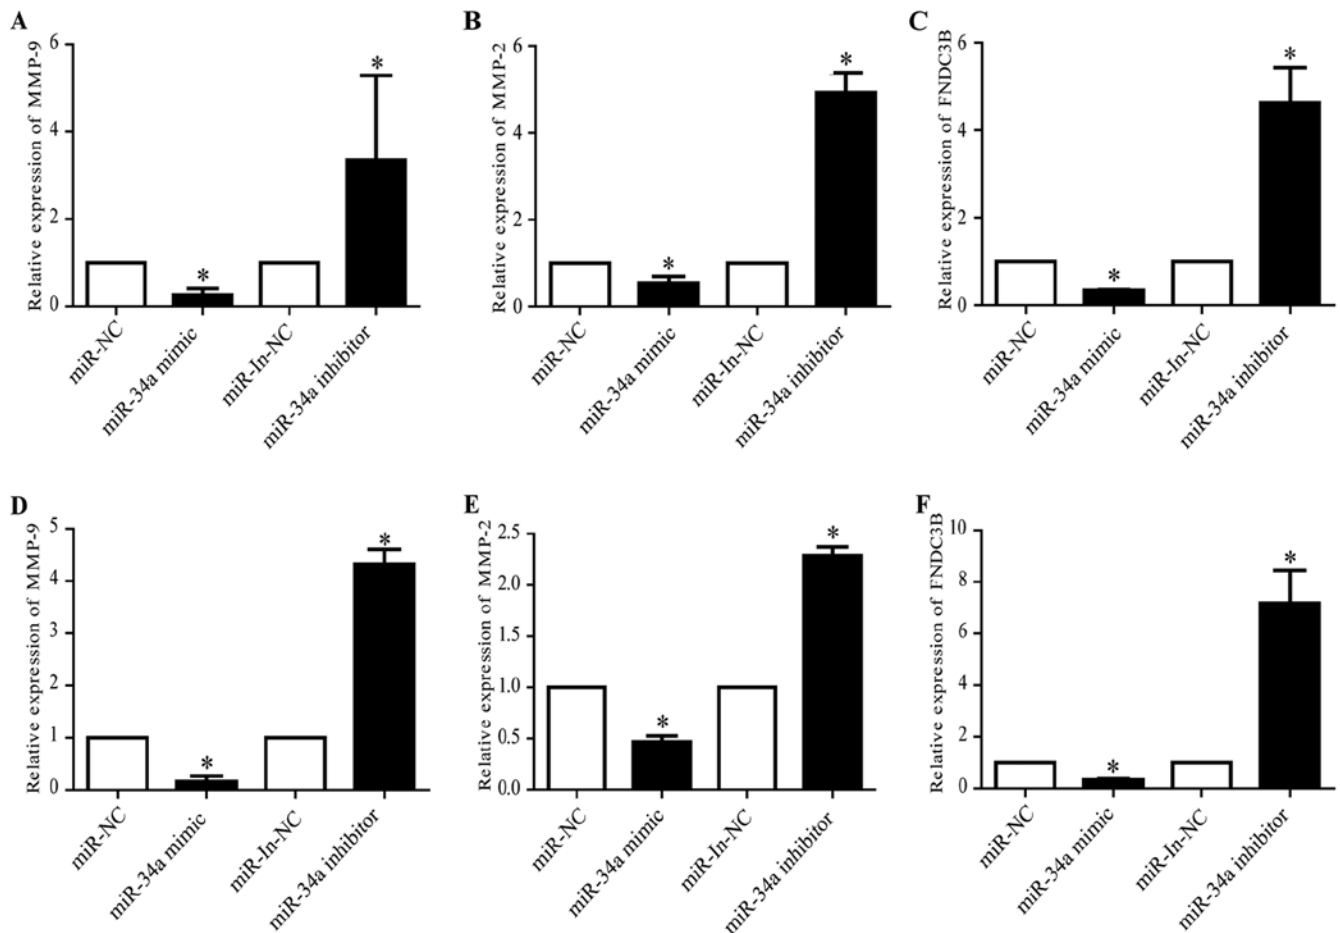 A
Relative expression of MMP-9
6
4
2
0
*
*
miR-NC
miR-34a mimic
miR-In-NC
miR-34a inhibitor
B
Relative expression of MMP-2
6
4
2
0
*
*
miR-NC
miR-34a mimic
miR-In-NC
miR-34a inhibitor
C
Relative expression of FNDC3B
6
4
2
0
*
*
miR-NC
miR-34a mimic
miR-In-NC
miR-34a inhibitor
D
Relative expression of MMP-9
5
4
3
2
1
0
*
*
miR-NC
miR-34a mimic
miR-In-NC
miR-34a inhibitor
E
Relative expression of MMP-2
2.5
2.0
1.5
1.0
0.5
0.0
*
*
miR-NC
miR-34a mimic
miR-In-NC
miR-34a inhibitor
F
Relative expression of FNDC3B
10
8
6
4
2
0
*
*
miR-NC
miR-34a mimic
miR-In-NC
miR-34a inhibitor